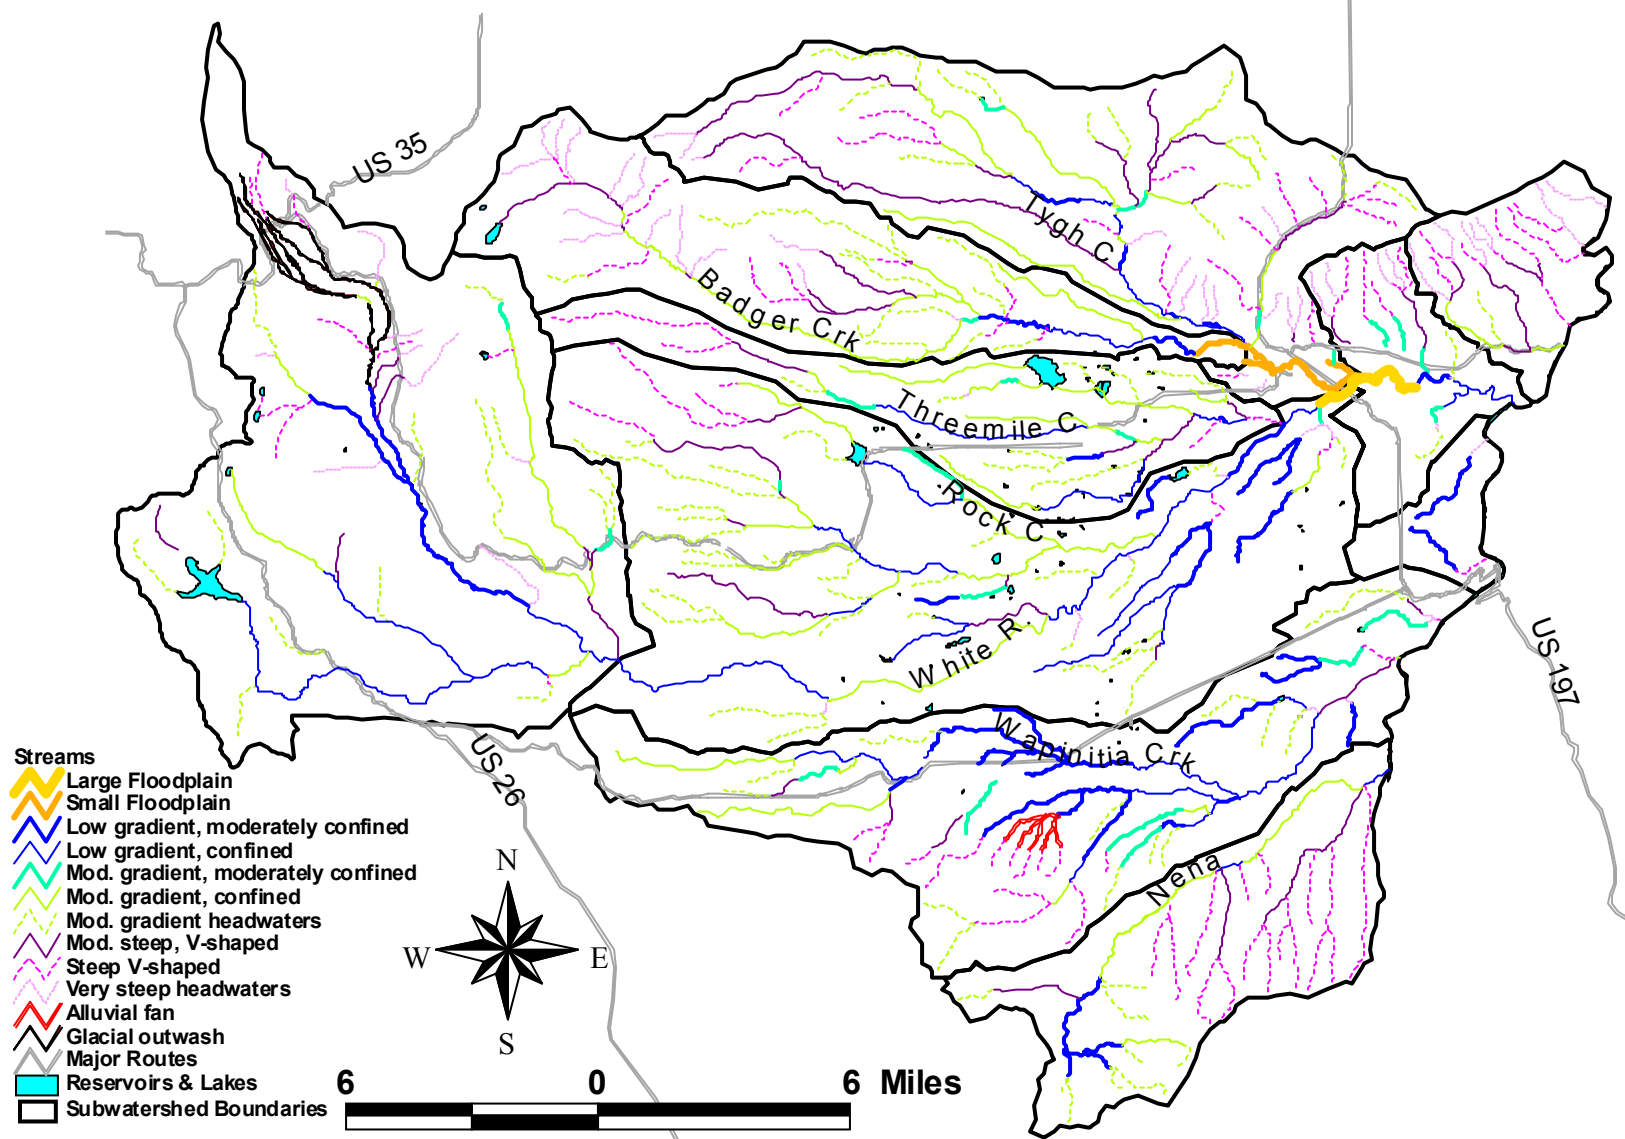 US 35
Tygh C.
Badger Crk
Threemile C
Rock C
White R.
US 197
Wapinitia Crk
US 26
Nena
Streams
Large Floodplain
Small Floodplain
Low gradient, moderately confined
Low gradient, confined
Mod. gradient, moderately confined
Mod. gradient, confined
Mod. gradient headwaters
Mod. steep, V-shaped
Steep V-shaped
Very steep headwaters
Alluvial fan
Glacial outwash
Major Routes
Reservoirs & Lakes
Subwatershed Boundaries
N
W E
S
6 0 6 Miles